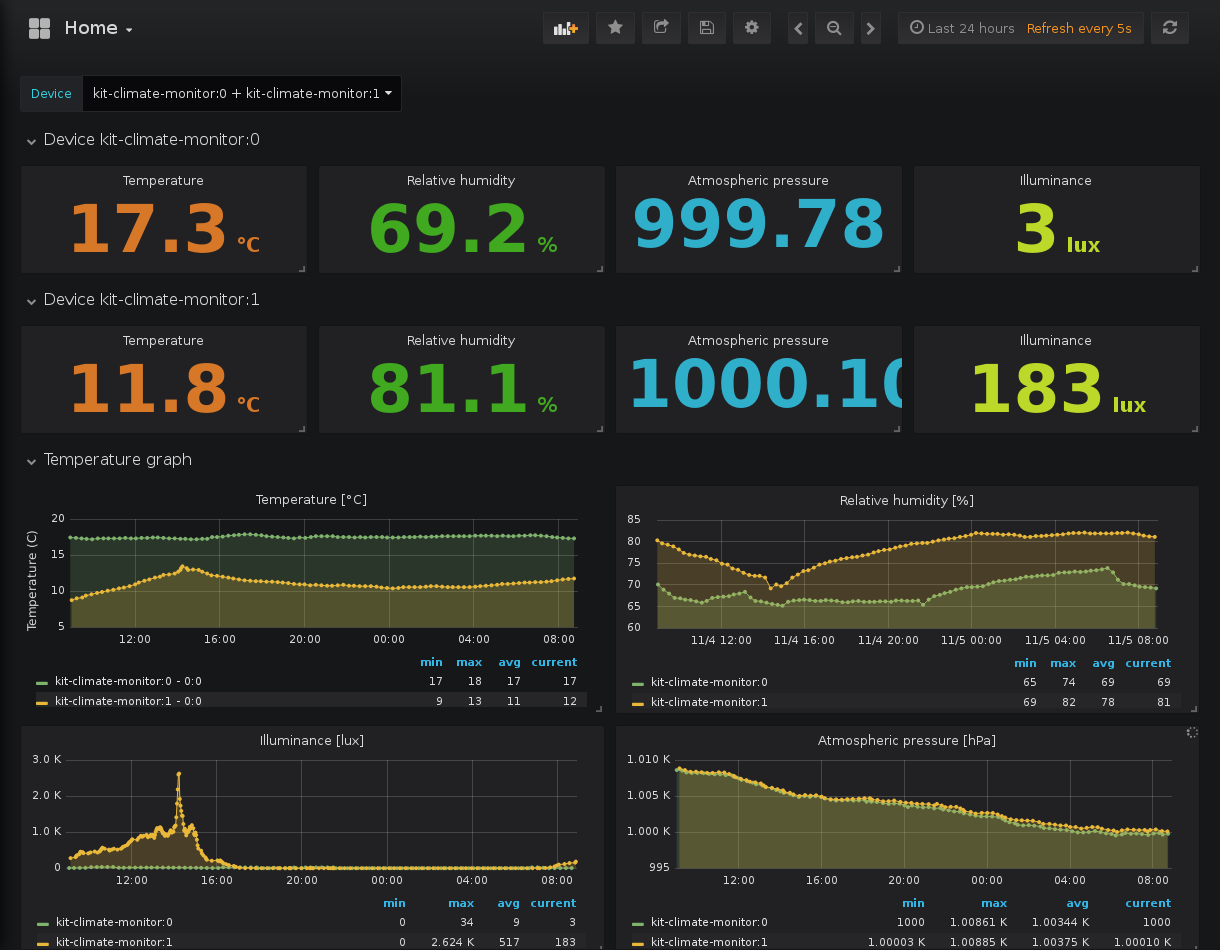 Home
Last 24 hours Refresh every 5s
Device kit-climate-monitor:0 + kit-climate-monitor:1
Device kit-climate-monitor:0
Temperature Relative humidity Atmospheric pressure Illuminance
17.3 °C 69.2 % 999.78 3 lux
Device kit-climate-monitor:1
Temperature Relative humidity Atmospheric pressure Illuminance
11.8 °C 81.1 % 1000.10 183 lux
Temperature graph
Temperature [°C]
Temperature (C)
20
15
10
5
12:00 16:00 20:00 00:00 04:00 08:00
min max avg current
kit-climate-monitor:0 - 0:0 17 18 17 17
kit-climate-monitor:1 - 0:0 9 13 11 12
Relative humidity [%]
85
80
75
70
65
60
11/4 12:00 11/4 16:00 11/4 20:00 11/5 00:00 11/5 04:00 11/5 08:00
min max avg current
kit-climate-monitor:0 65 74 69 69
kit-climate-monitor:1 69 82 78 81
Illuminance [lux]
3.0 K
2.0 K
1.0 K
0
12:00 16:00 20:00 00:00 04:00 08:00
min max avg current
kit-climate-monitor:0 0 34 9 3
kit-climate-monitor:1 0 2.624 K 517 183
Atmospheric pressure [hPa]
1.010 K
1.005 K
1.000 K
995
12:00 16:00 20:00 00:00 04:00 08:00
min max avg current
kit-climate-monitor:0 1000 1.00861 K 1.00344 K 1000
kit-climate-monitor:1 1.00003 K 1.00885 K 1.00375 K 1.00010 K